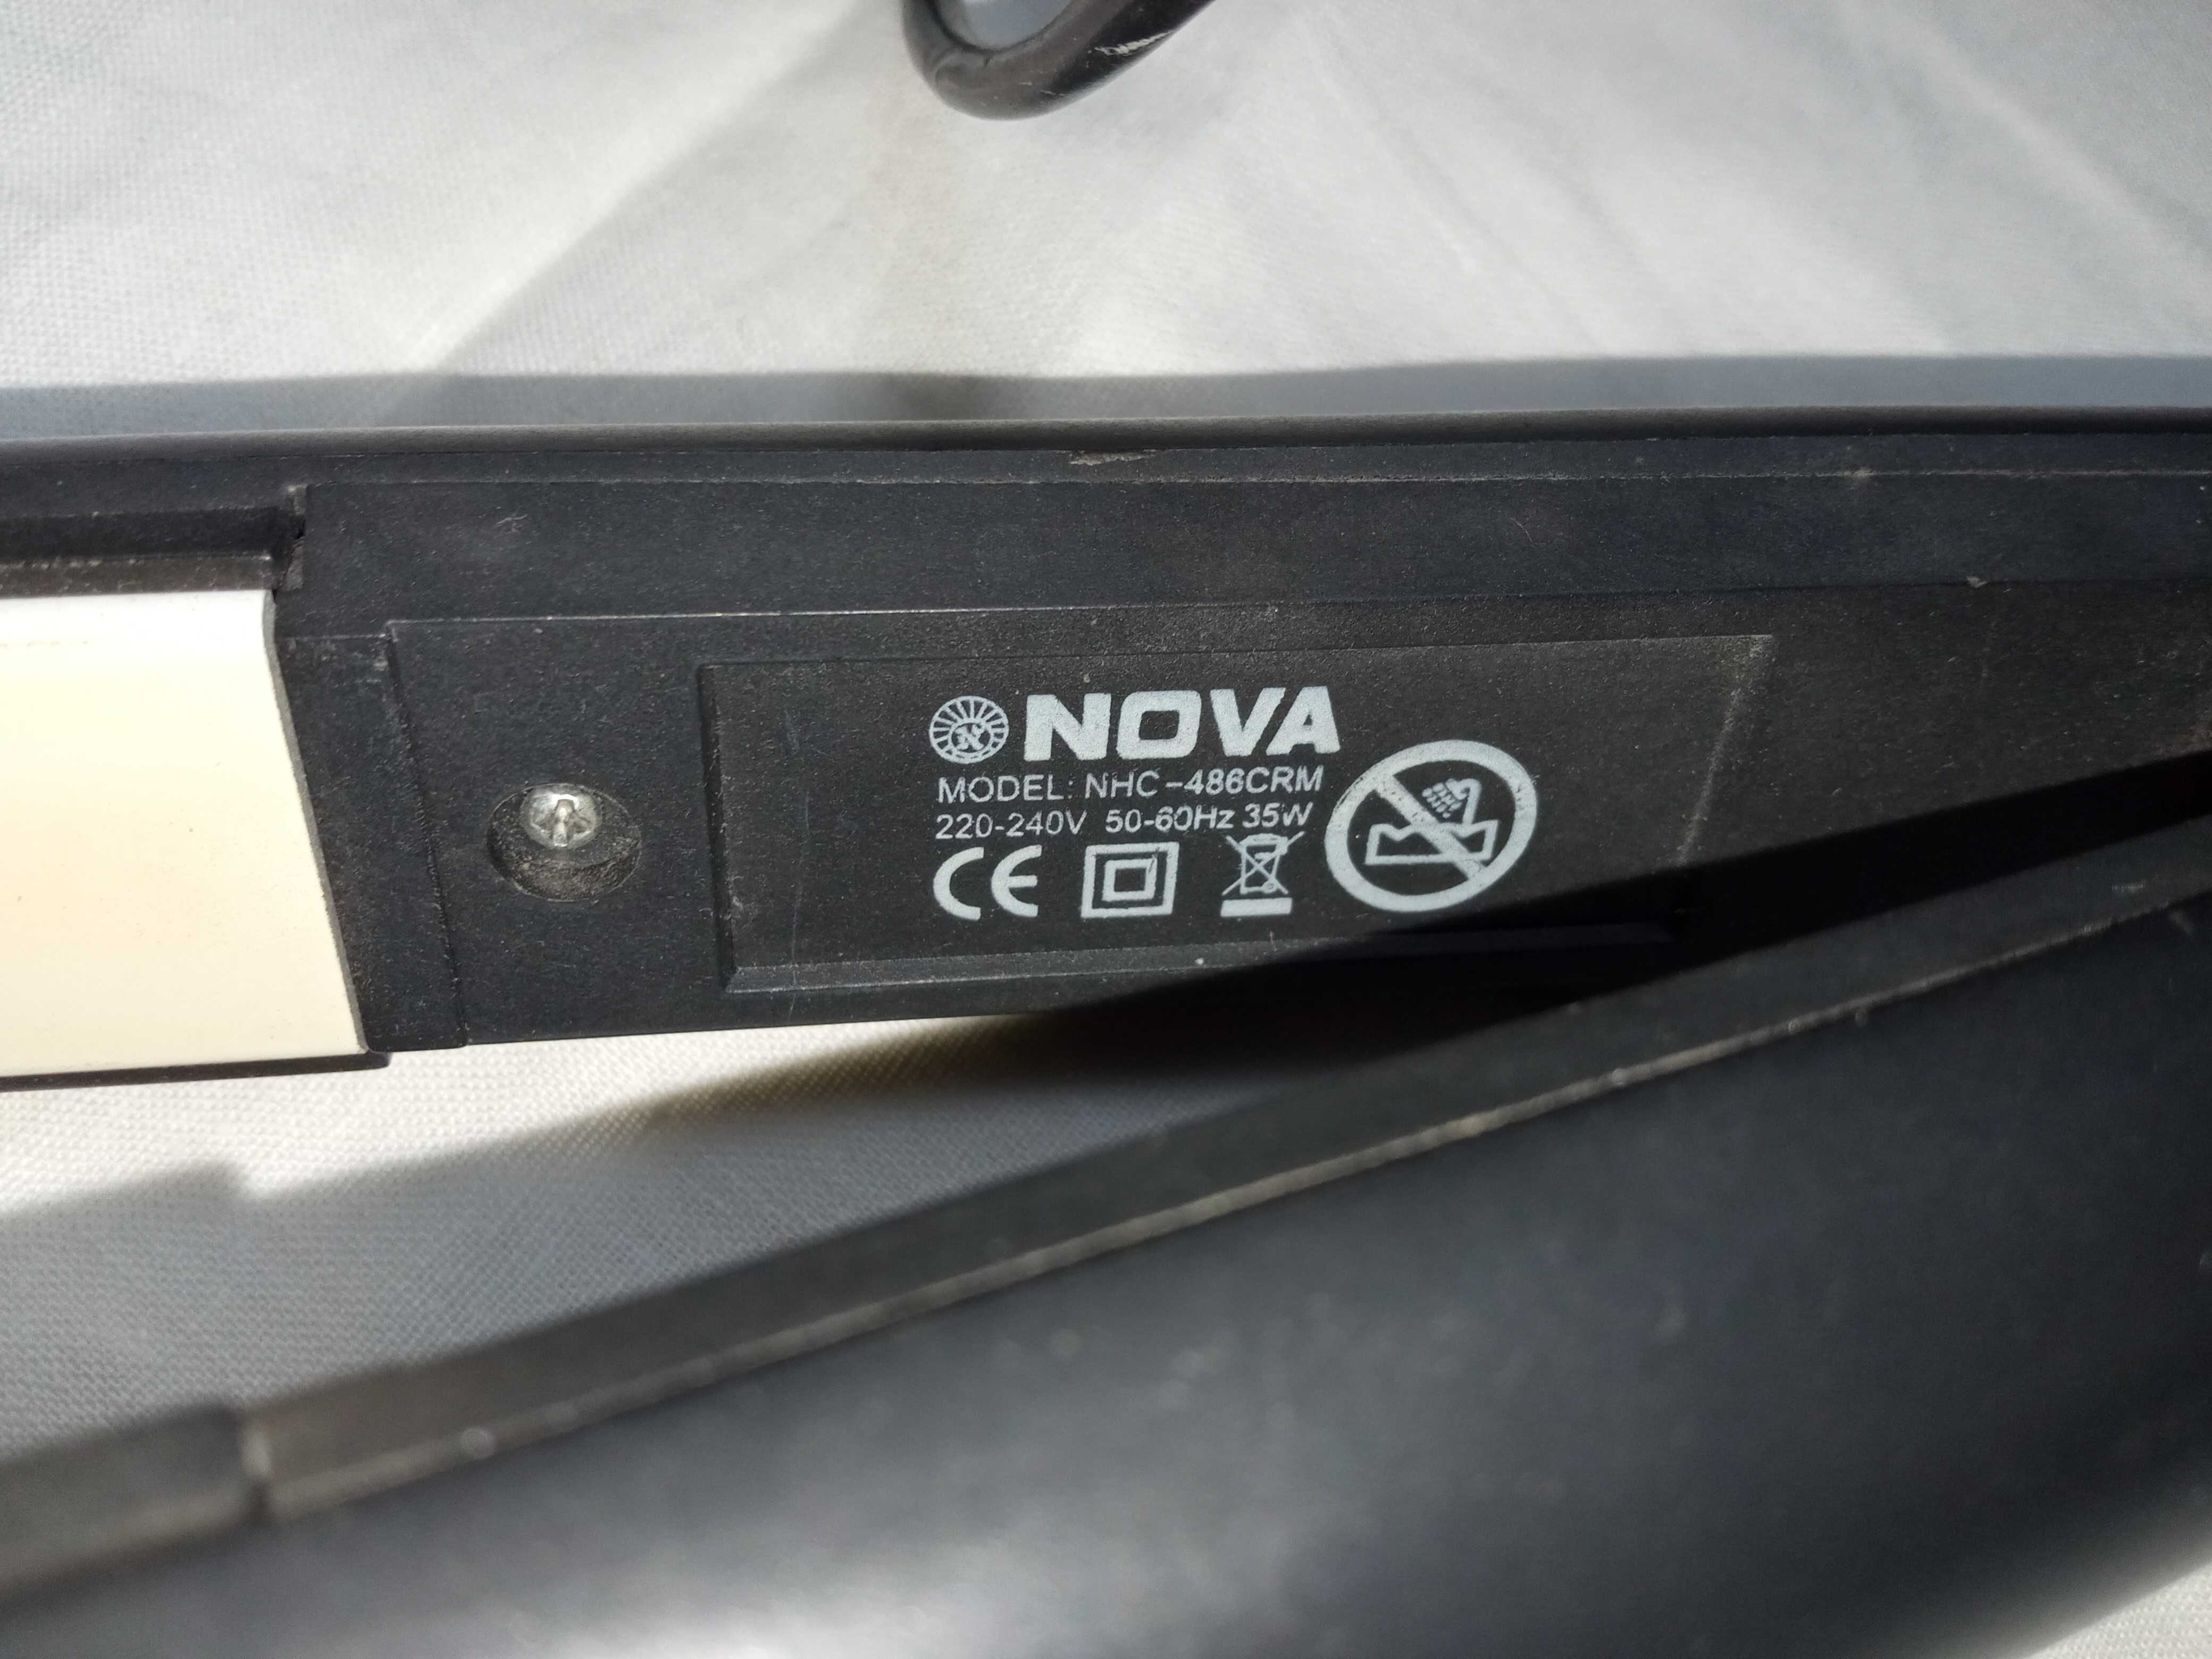 NOVA
MODEL: NHC-486CRM
220-240V 50-60Hz 35W
CE